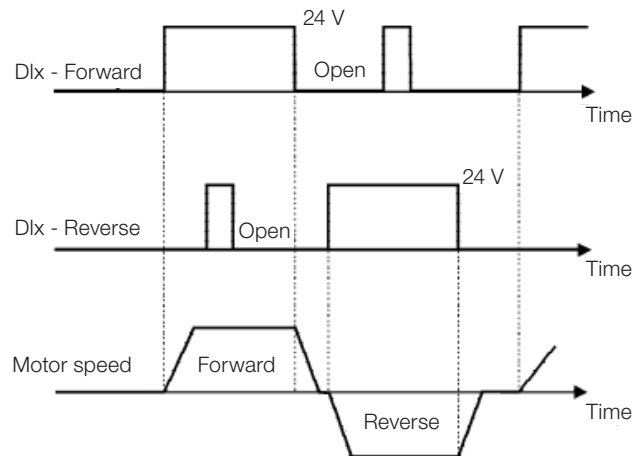 24 V
DIx - Forward
Open
Time
24 V
DIx - Reverse
Open
Time
Motor speed
Forward
Time
Reverse